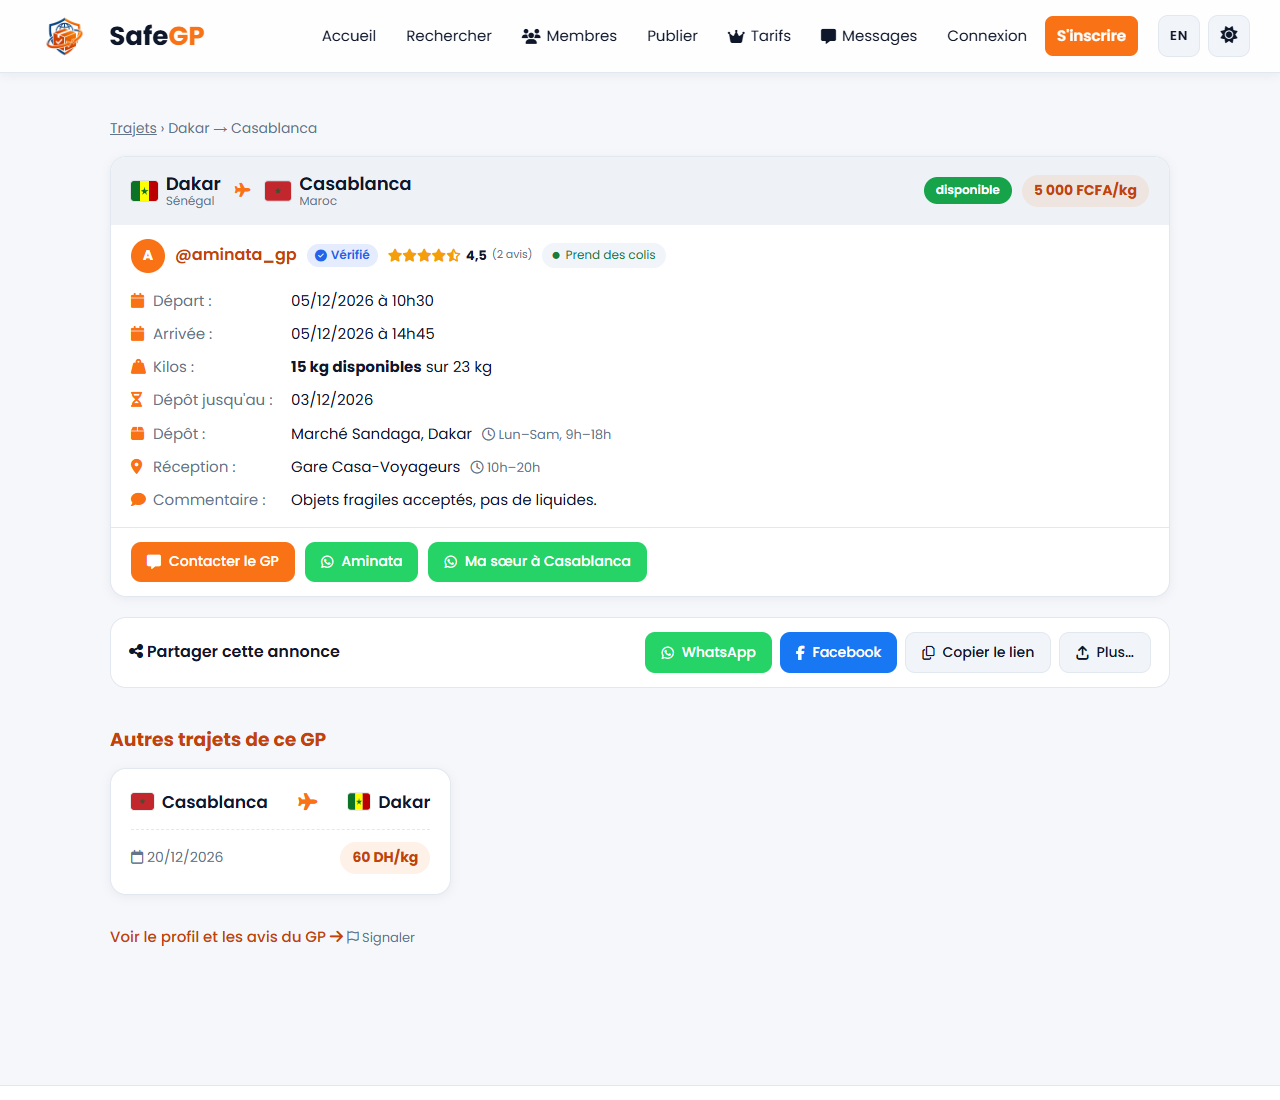 SafeGP Accueil Rechercher Membres Publier Tarifs Messages Connexion S'inscrire EN
Trajets › Dakar → Casablanca
Dakar Casablanca disponible 5 000 FCFA/kg
Sénégal Maroc
A @aminata_gp Vérifié 4,5 (2 avis) Prend des colis
Départ : 05/12/2026 à 10h30
Arrivée : 05/12/2026 à 14h45
Kilos : 15 kg disponibles sur 23 kg
Dépôt jusqu'au : 03/12/2026
Dépôt : Marché Sandaga, Dakar Lun–Sam, 9h–18h
Réception : Gare Casa-Voyageurs 10h–20h
Commentaire : Objets fragiles acceptés, pas de liquides.
Contacter le GP Aminata Ma sœur à Casablanca
Partager cette annonce WhatsApp Facebook Copier le lien Plus…
Autres trajets de ce GP
Casablanca Dakar
20/12/2026 60 DH/kg
Voir le profil et les avis du GP → Signaler